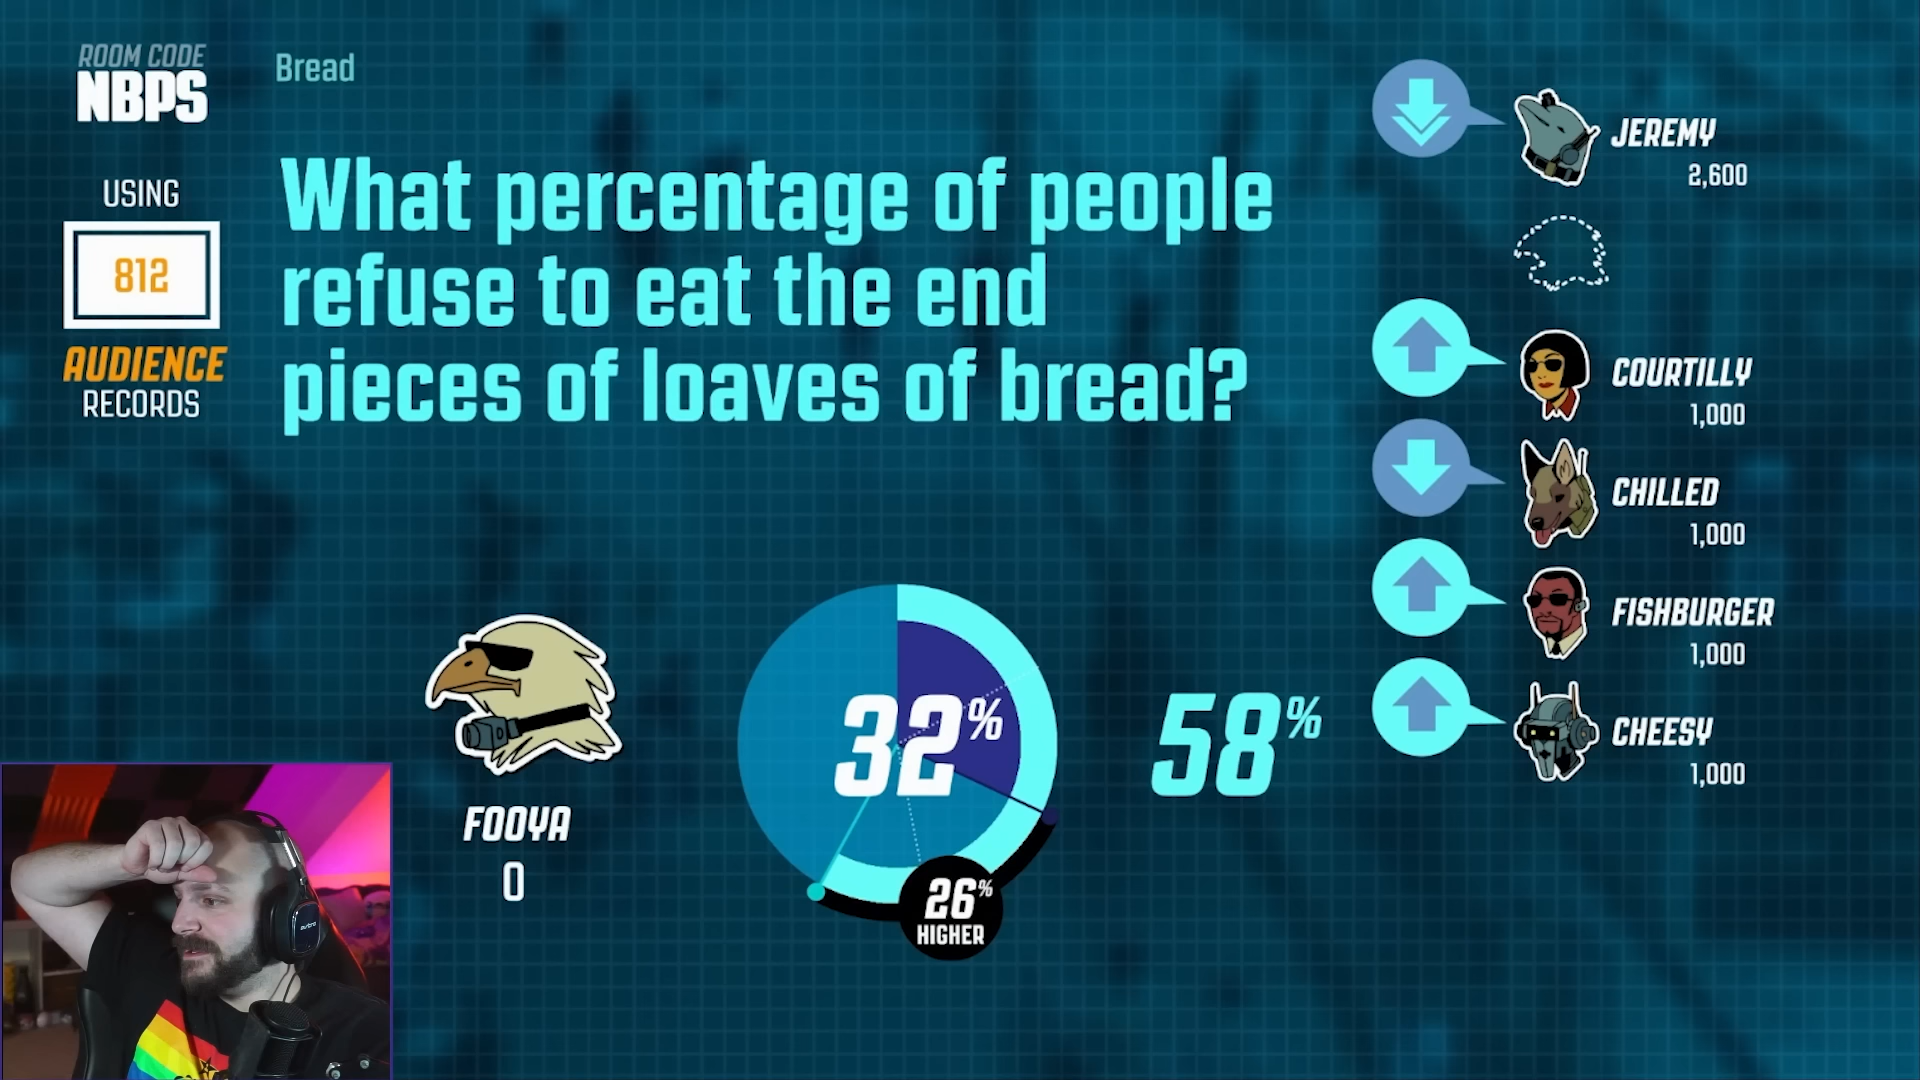 ROOM CODE
NBPS
Bread
USING
812
AUDIENCE
RECORDS
What percentage of people
refuse to eat the end
pieces of loaves of bread?
FOOYA
0
32%
58%
26%
HIGHER
JEREMY
2,600
COURTILLY
1,000
CHILLED
1,000
FISHBURGER
1,000
CHEESY
1,000